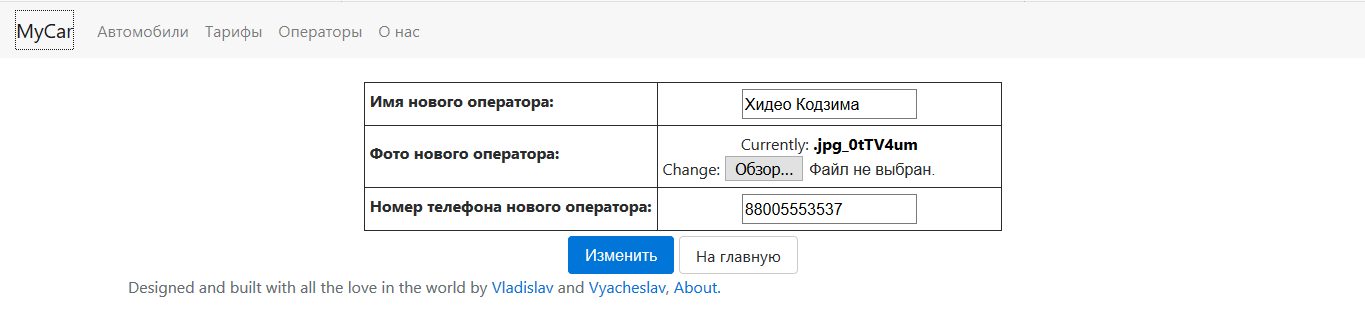 MyCar Автомобили Тарифы Операторы О нас
Имя нового оператора: Хидео Кодзима
Фото нового оператора: Currently: .jpg_0tTV4um
Change: Обзор... Файл не выбран.
Номер телефона нового оператора: 88005553537
Изменить На главную
Designed and built with all the love in the world by Vladislav and Vyacheslav, About.